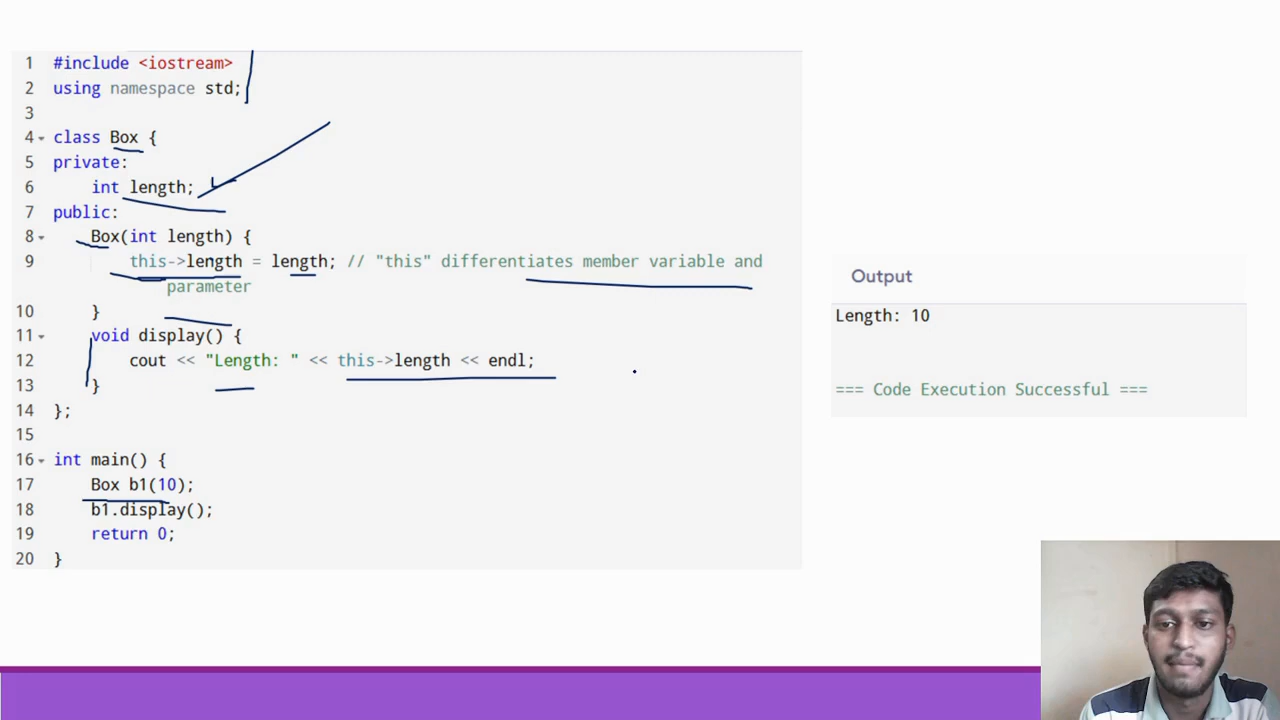 1 #include <iostream>
2 using namespace std;
3
4 class Box {
5 private:
6 int length;
7 public:
8 Box(int length) {
9 this->length = length; // "this" differentiates member variable and
parameter
10 }
11 void display() {
12 cout << "Length: " << this->length << endl;
13 }
14 };
15
16 int main() {
17 Box b1(10);
18 b1.display();
19 return 0;
20 }
Output
Length: 10
=== Code Execution Successful ===